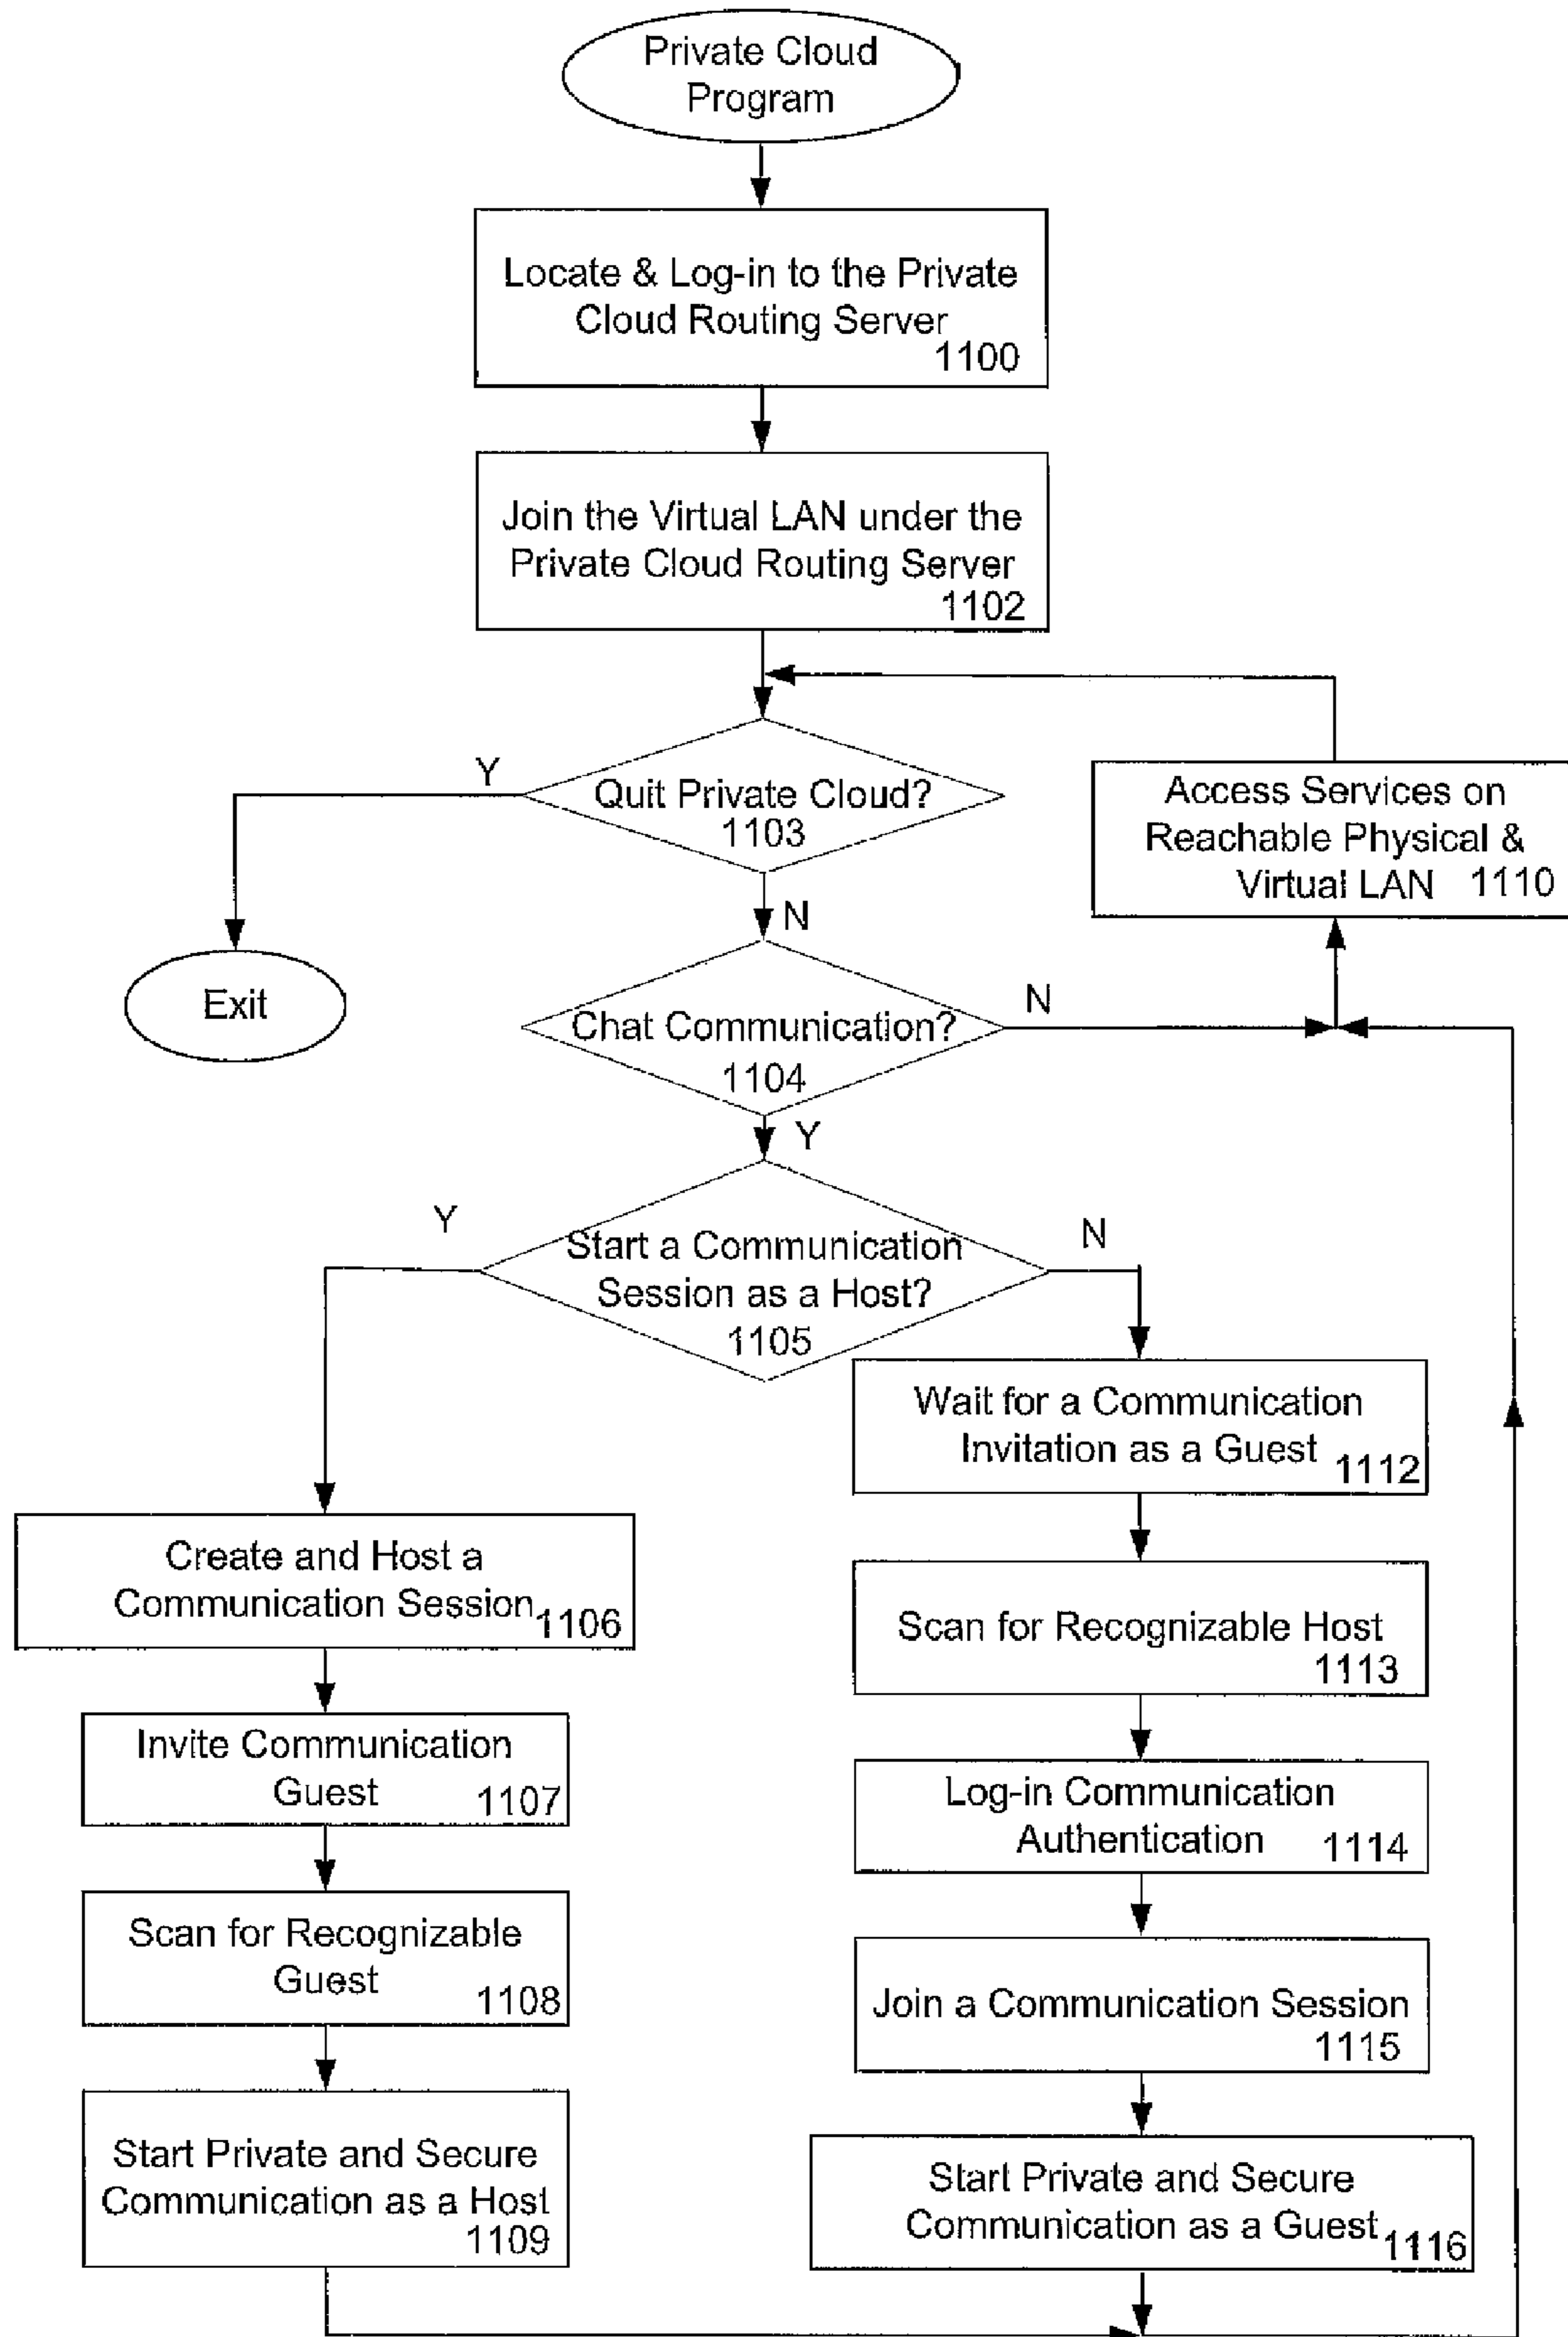 Private Cloud
Program
Locate & Log-in to the Private
Cloud Routing Server
1100
Join the Virtual LAN under the
Private Cloud Routing Server
1102
Y
Quit Private Cloud?
1103
N
Access Services on
Reachable Physical &
Virtual LAN 1110
Exit
Chat Communication?
1104
N
Y
Y
Start a Communication
Session as a Host?
1105
N
Create and Host a
Communication Session
1106
Invite Communication
Guest 1107
Scan for Recognizable
Guest
1108
Start Private and Secure
Communication as a Host
1109
Wait for a Communication
Invitation as a Guest
1112
Scan for Recognizable Host
1113
Log-in Communication
Authentication 1114
Join a Communication Session
1115
Start Private and Secure
Communication as a Guest
1116